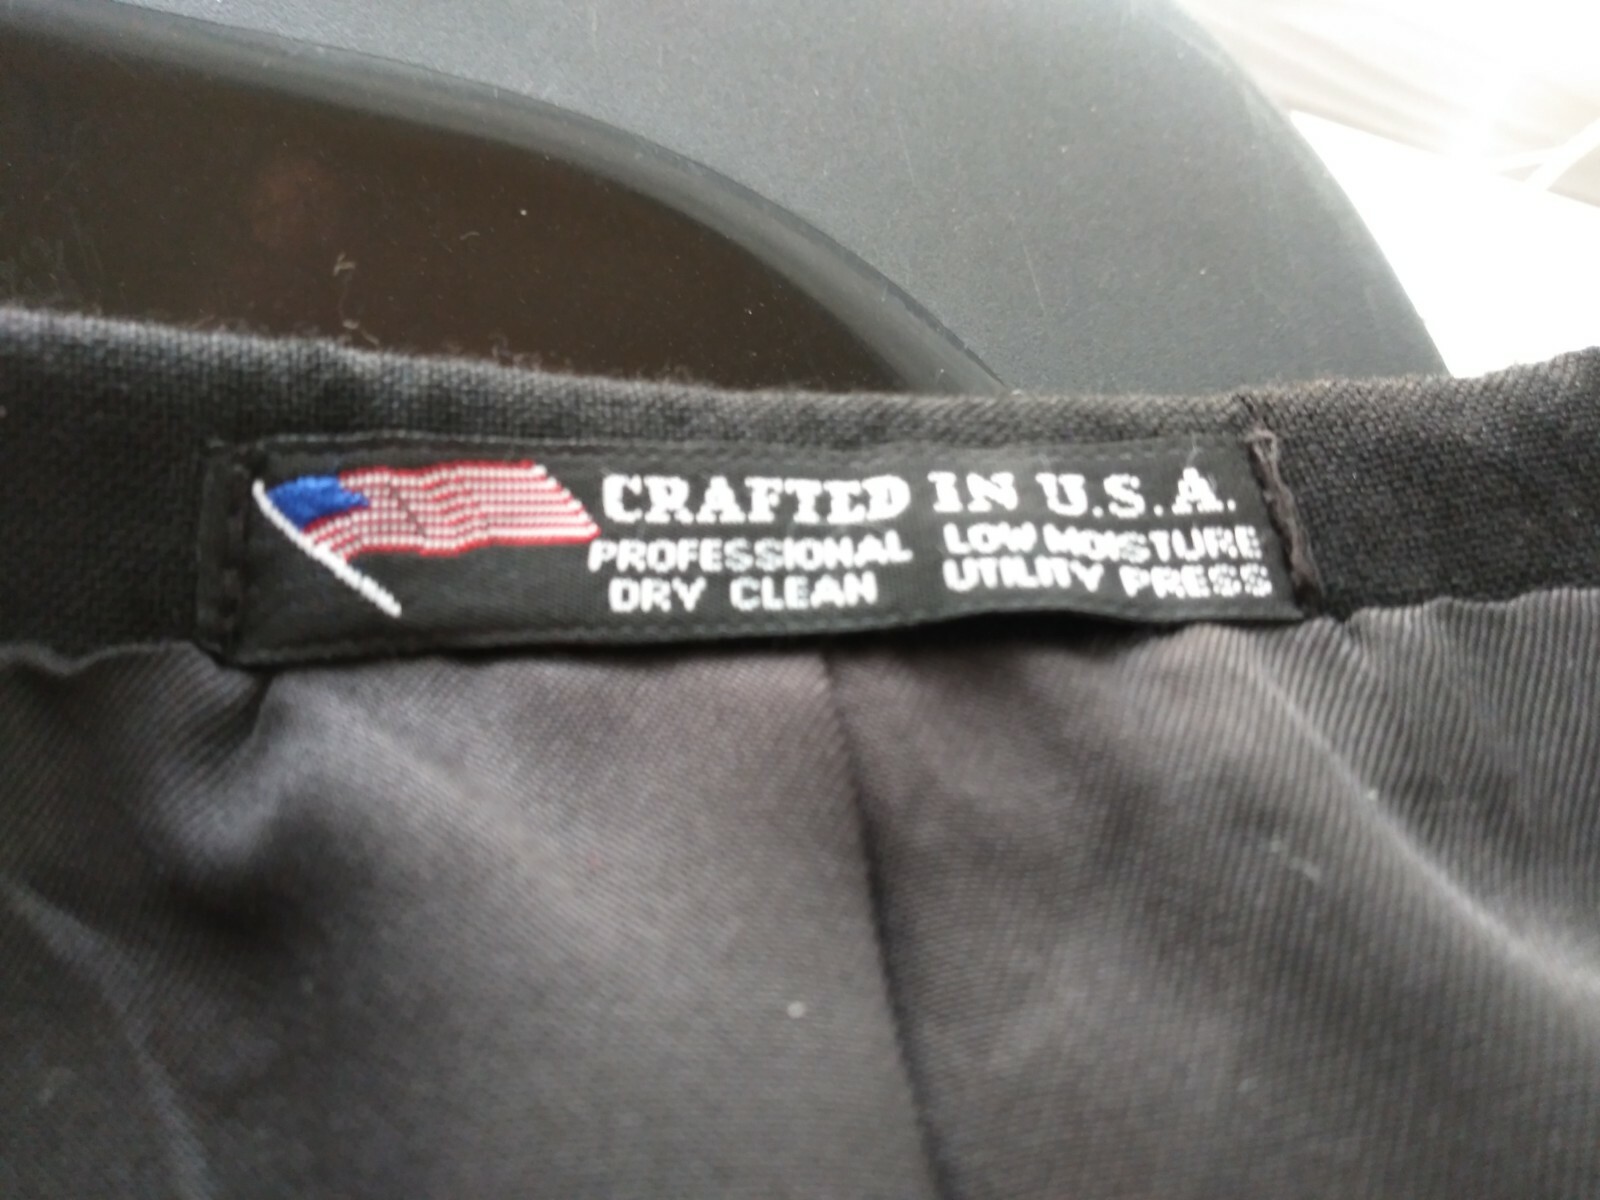 CRAFTED IN U.S.A.
PROFESSIONAL LOW MOISTURE
DRY CLEAN UTILITY PRESS